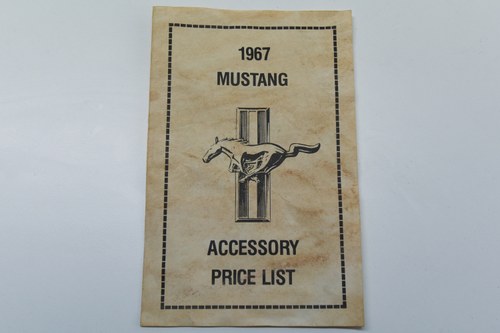 1967
MUSTANG
ACCESSORY
PRICE LIST